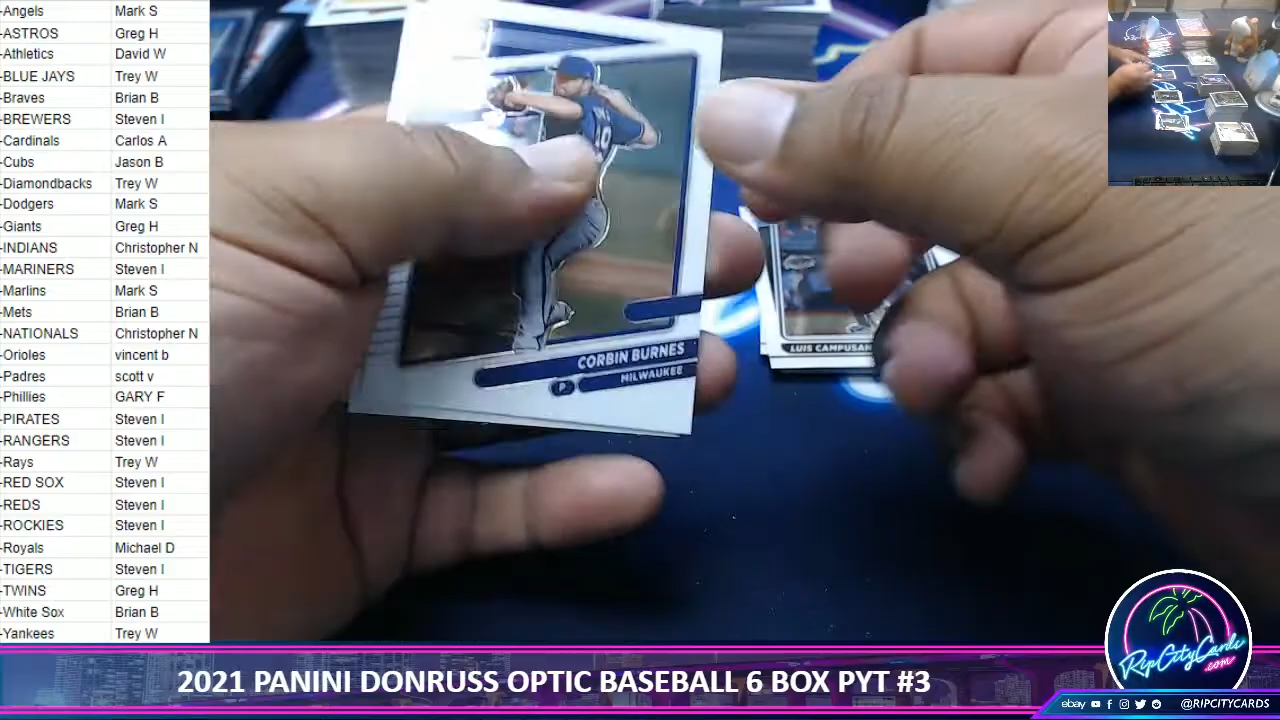 -Angels Mark S
-ASTROS Greg H
-Athletics David W
-BLUE JAYS Trey W
-Braves Brian B
-BREWERS Steven I
-Cardinals Carlos A
-Cubs Jason B
-Diamondbacks Trey W
-Dodgers Mark S
-Giants Greg H
-INDIANS Christopher N
-MARINERS Steven I
-Marlins Mark S
-Mets Brian B
-NATIONALS Christopher N
-Orioles vincent b
-Padres scott v
-Phillies GARY F
-PIRATES Steven I
-RANGERS Steven I
-Rays Trey W
-RED SOX Steven I
-REDS Steven I
-ROCKIES Steven I
-Royals Michael D
-TIGERS Steven I
-TWINS Greg H
-White Sox Brian B
-Yankees Trey W
CORBIN BURNES
P MILWAUKEE
LUIS CAMPUSAN
2021 PANINI DONRUSS OPTIC BASEBALL 6 BOX PYT #3
RipCityCards
.com
ebay @RIPCITYCARDS